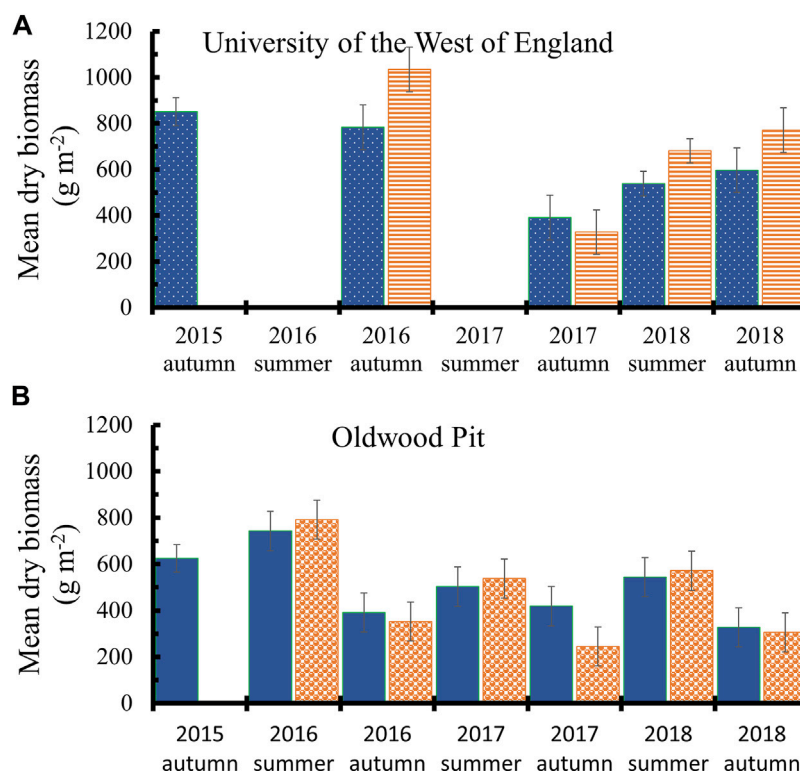 A
University of the West of England
Mean dry biomass
(g m-2)
1200
1000
800
600
400
200
0
2015 2016 2016 2017 2017 2018 2018
autumn summer autumn summer autumn summer autumn
B
Oldwood Pit
Mean dry biomass
(g m-2)
1200
1000
800
600
400
200
0
2015 2016 2016 2017 2017 2018 2018
autumn summer autumn summer autumn summer autumn